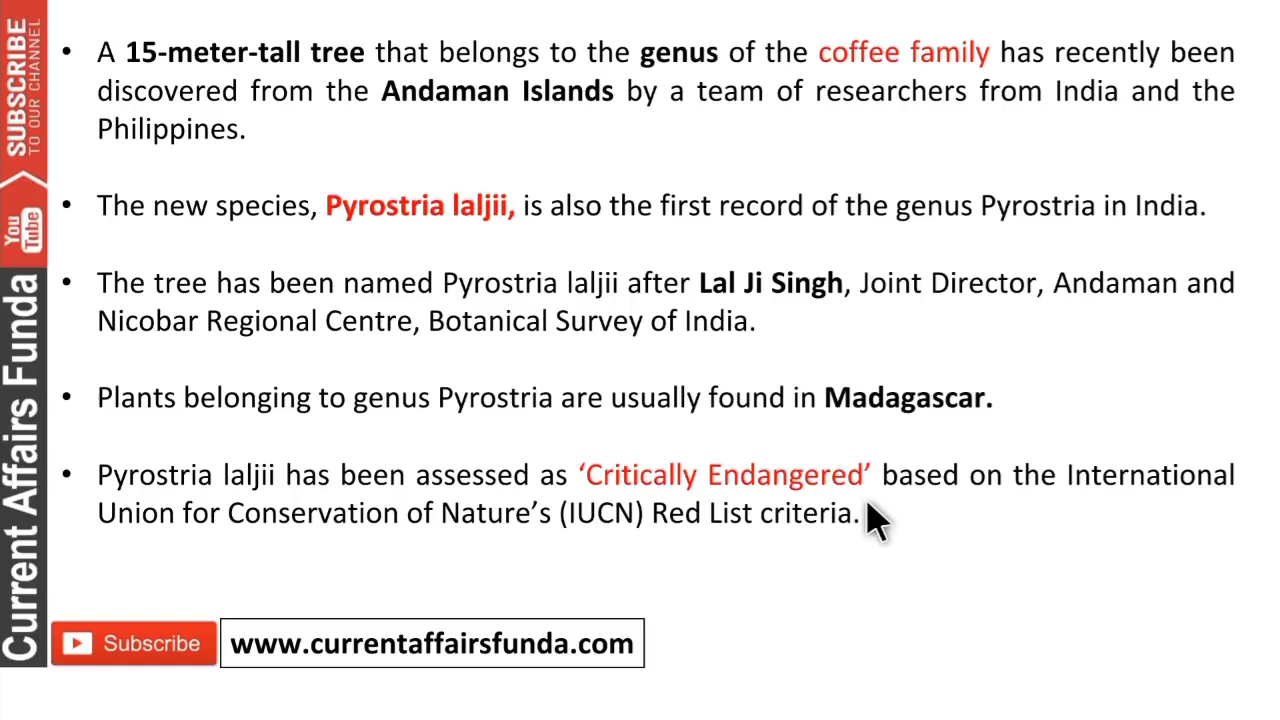 • A 15-meter-tall tree that belongs to the genus of the coffee family has recently been
discovered from the Andaman Islands by a team of researchers from India and the
Philippines.
• The new species, Pyrostria laljii, is also the first record of the genus Pyrostria in India.
• The tree has been named Pyrostria laljii after Lal Ji Singh, Joint Director, Andaman and
Nicobar Regional Centre, Botanical Survey of India.
• Plants belonging to genus Pyrostria are usually found in Madagascar.
• Pyrostria laljii has been assessed as ‘Critically Endangered’ based on the International
Union for Conservation of Nature’s (IUCN) Red List criteria.
SUBSCRIBE
TO OUR CHANNEL
You
Tube
Current Affairs Funda
Subscribe
www.currentaffairsfunda.com